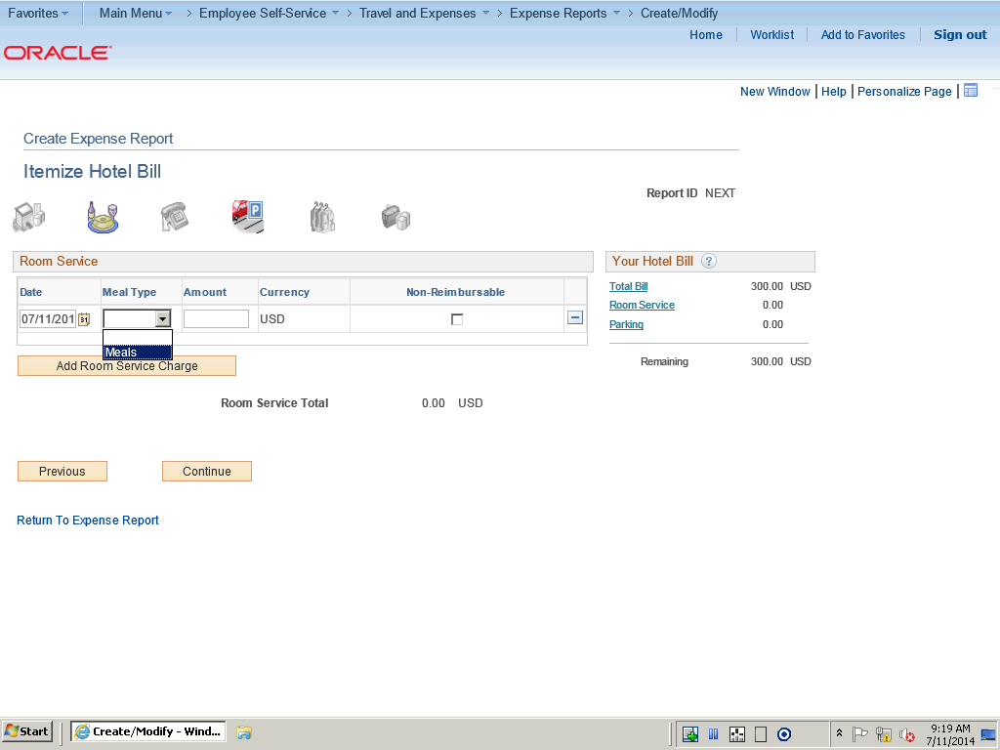 Favorites Main Menu > Employee Self-Service > Travel and Expenses > Expense Reports > Create/Modify
Home Worklist Add to Favorites Sign out
ORACLE
New Window | Help | Personalize Page |
Create Expense Report
Itemize Hotel Bill
Report ID NEXT
P
Room Service
Your Hotel Bill ?
Date Meal Type Amount Currency Non-Reimbursable
Total Bill 300.00 USD
Room Service 0.00
07/11/201 31 USD
Parking 0.00
Meals
Add Room Service Charge
Remaining 300.00 USD
Room Service Total 0.00 USD
Previous Continue
Return To Expense Report
Start Create/Modify - Wind... 9:19 AM
7/11/2014